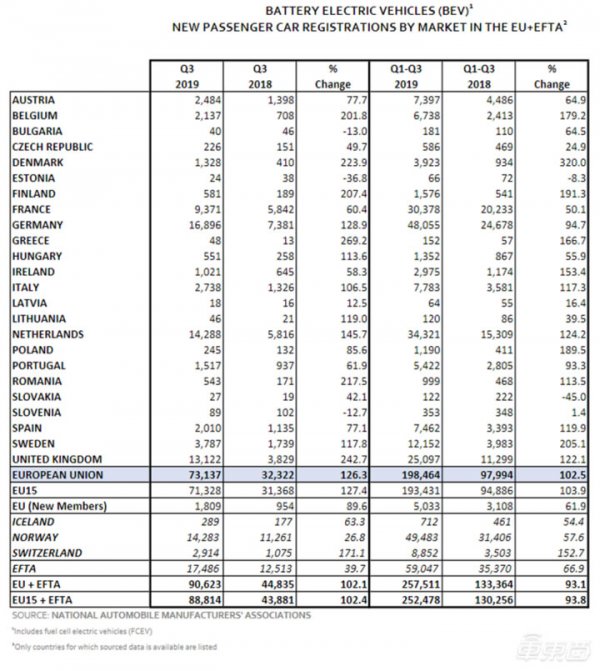 BATTERY ELECTRIC VEHICLES (BEV)¹
NEW PASSENGER CAR REGISTRATIONS BY MARKET IN THE EU+EFTA²
Q3 Q3 % Q1-Q3 Q1-Q3 %
2019 2018 Change 2019 2018 Change
AUSTRIA 2,484 1,398 77.7 7,397 4,486 64.9
BELGIUM 2,137 708 201.8 6,738 2,413 179.2
BULGARIA 40 46 -13.0 181 110 64.5
CZECH REPUBLIC 226 151 49.7 586 469 24.9
DENMARK 1,328 410 223.9 3,923 934 320.0
ESTONIA 24 38 -36.8 66 72 -8.3
FINLAND 581 189 207.4 1,576 541 191.3
FRANCE 9,371 5,842 60.4 30,378 20,233 50.1
GERMANY 16,896 7,381 128.9 48,055 24,678 94.7
GREECE 48 13 269.2 152 57 166.7
HUNGARY 551 258 113.6 1,352 867 55.9
IRELAND 1,021 645 58.3 2,975 1,174 153.4
ITALY 2,738 1,326 106.5 7,783 3,581 117.3
LATVIA 18 16 12.5 64 55 16.4
LITHUANIA 46 21 119.0 120 86 39.5
NETHERLANDS 14,288 5,816 145.7 34,321 15,309 124.2
POLAND 245 132 85.6 1,190 411 189.5
PORTUGAL 1,517 937 61.9 5,422 2,805 93.3
ROMANIA 543 171 217.5 999 468 113.5
SLOVAKIA 27 19 42.1 122 222 -45.0
SLOVENIA 89 102 -12.7 353 348 1.4
SPAIN 2,010 1,135 77.1 7,462 3,393 119.9
SWEDEN 3,787 1,739 117.8 12,152 3,983 205.1
UNITED KINGDOM 13,122 3,829 242.7 25,097 11,299 122.1
EUROPEAN UNION 73,137 32,322 126.3 198,464 97,994 102.5
EU15 71,328 31,368 127.4 193,431 94,886 103.9
EU (New Members) 1,809 954 89.6 5,033 3,108 61.9
ICELAND 289 177 63.3 712 461 54.4
NORWAY 14,283 11,261 26.8 49,483 31,406 57.6
SWITZERLAND 2,914 1,075 171.1 8,852 3,503 152.7
EFTA 17,486 12,513 39.7 59,047 35,370 66.9
EU + EFTA 90,623 44,835 102.1 257,511 133,364 93.1
EU15 + EFTA 88,814 43,881 102.4 252,478 130,256 93.8
SOURCE: NATIONAL AUTOMOBILE MANUFACTURERS' ASSOCIATIONS
¹Includes fuel cell electric vehicles (FCEV)
²Only countries for which sourced data is available are listed
车东西